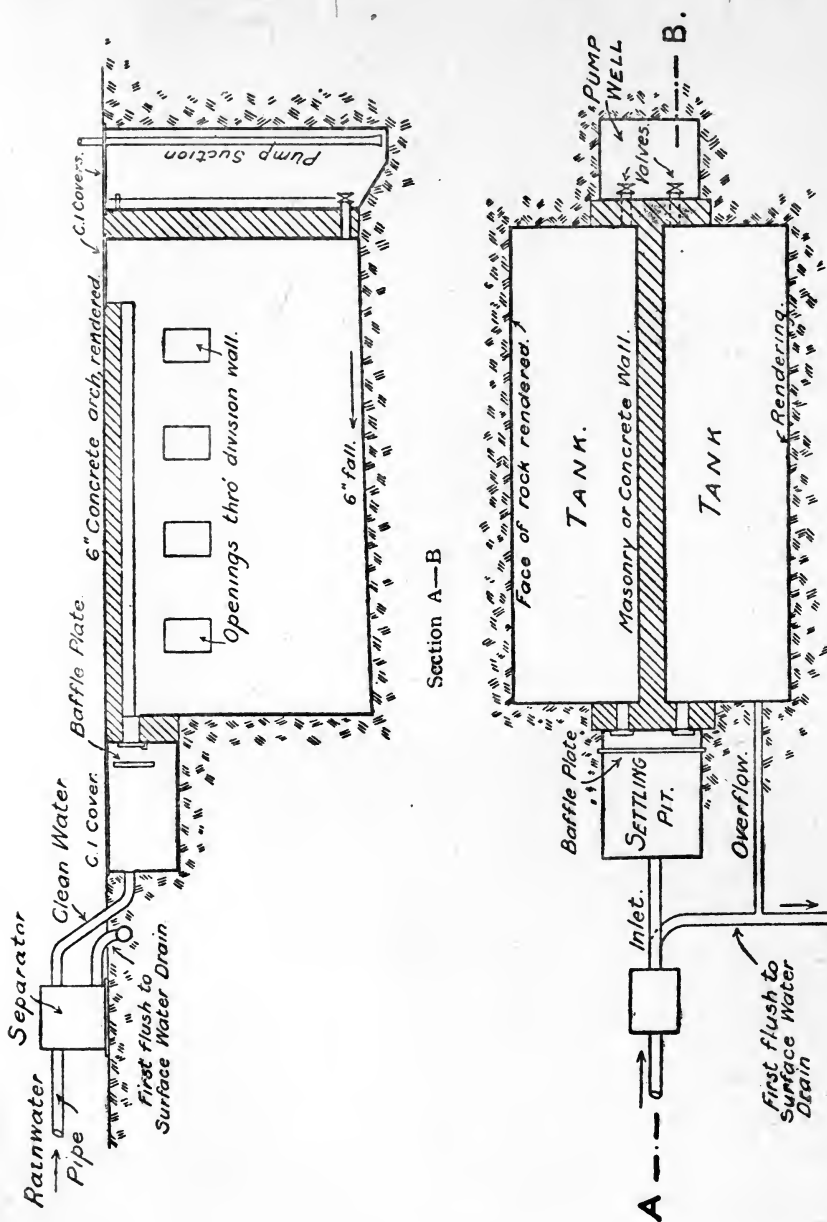 Rainwater
Pipe
Separator
Clean Water
C.I Cover.
Baffle Plate
6" Concrete arch, rendered.
C.I Covers.
First flush to
Surface Water Drain
Openings thro' division wall.
6" fall.
Pump Suction
Section A—B
A
B.
Inlet.
First flush to
Surface Water
Drain
Overflow.
SETTLING
PIT.
Baffle Plate
Face of rock rendered.
TANK.
Masonry or Concrete Wall.
TANK
Rendering.
Valves.
PUMP
WELL